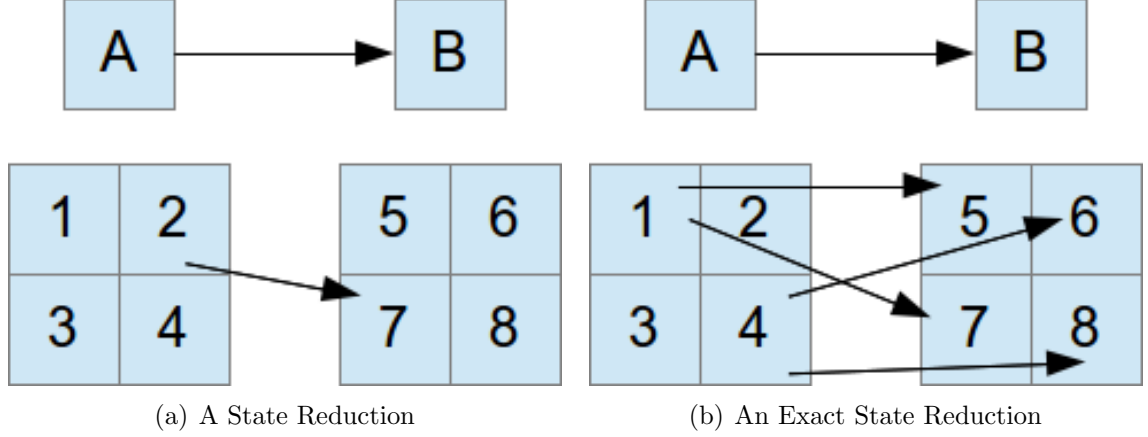 A B A B
1 2 5 6 1 2 5 6
3 4 7 8 3 4 7 8
(a) A State Reduction (b) An Exact State Reduction